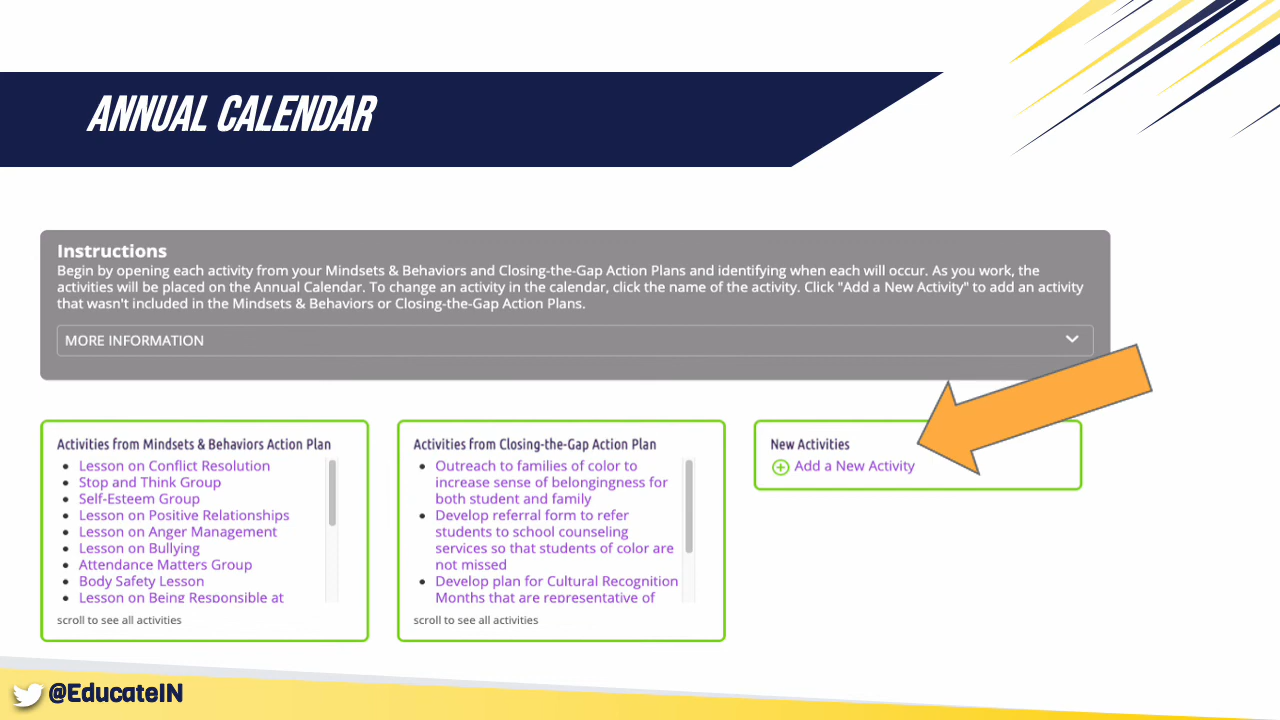 ANNUAL CALENDAR
Instructions
Begin by opening each activity from your Mindsets & Behaviors and Closing-the-Gap Action Plans and identifying when each will occur. As you work, the
activities will be placed on the Annual Calendar. To change an activity in the calendar, click the name of the activity. Click "Add a New Activity" to add an activity
that wasn't included in the Mindsets & Behaviors or Closing-the-Gap Action Plans.
MORE INFORMATION
Activities from Mindsets & Behaviors Action Plan
• Lesson on Conflict Resolution
• Stop and Think Group
• Self-Esteem Group
• Lesson on Positive Relationships
• Lesson on Anger Management
• Lesson on Bullying
• Attendance Matters Group
• Body Safety Lesson
• Lesson on Being Responsible at
scroll to see all activities
Activities from Closing-the-Gap Action Plan
• Outreach to families of color to
increase sense of belongingness for
both student and family
• Develop referral form to refer
students to school counseling
services so that students of color are
not missed
• Develop plan for Cultural Recognition
Months that are representative of
scroll to see all activities
New Activities
Add a New Activity
@EducateIN